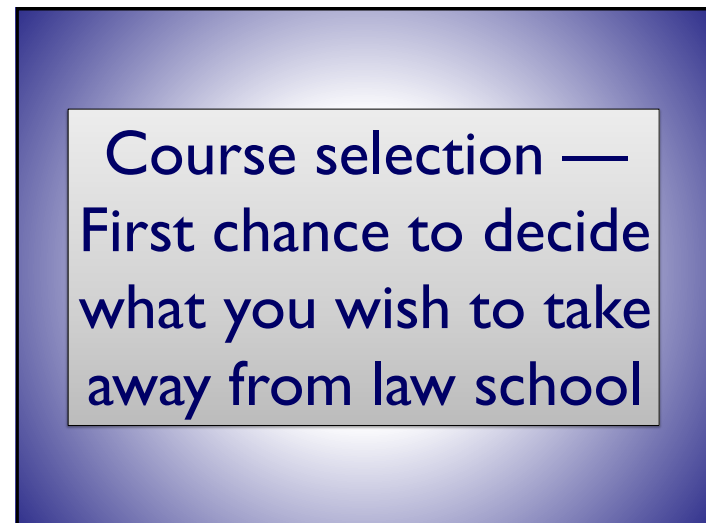 Course selection —
First chance to decide
what you wish to take
away from law school